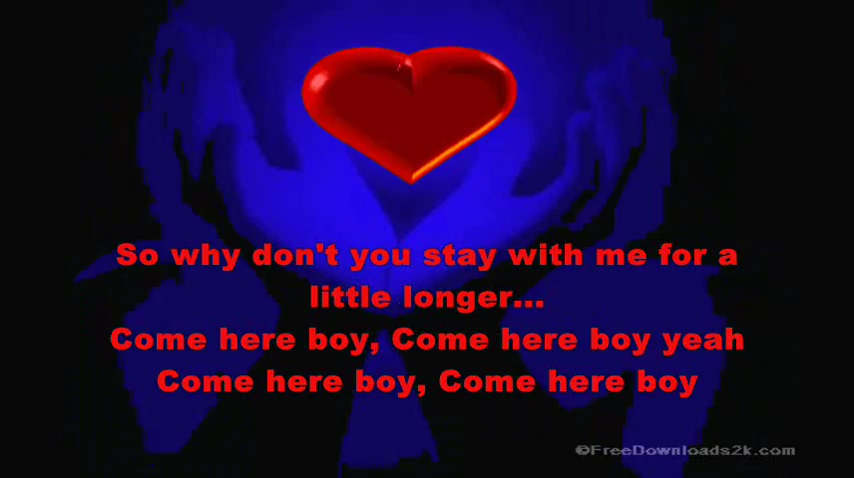 So why don't you stay with me for a
little longer...
Come here boy, Come here boy yeah
Come here boy, Come here boy
©FreeDownloads2k.com